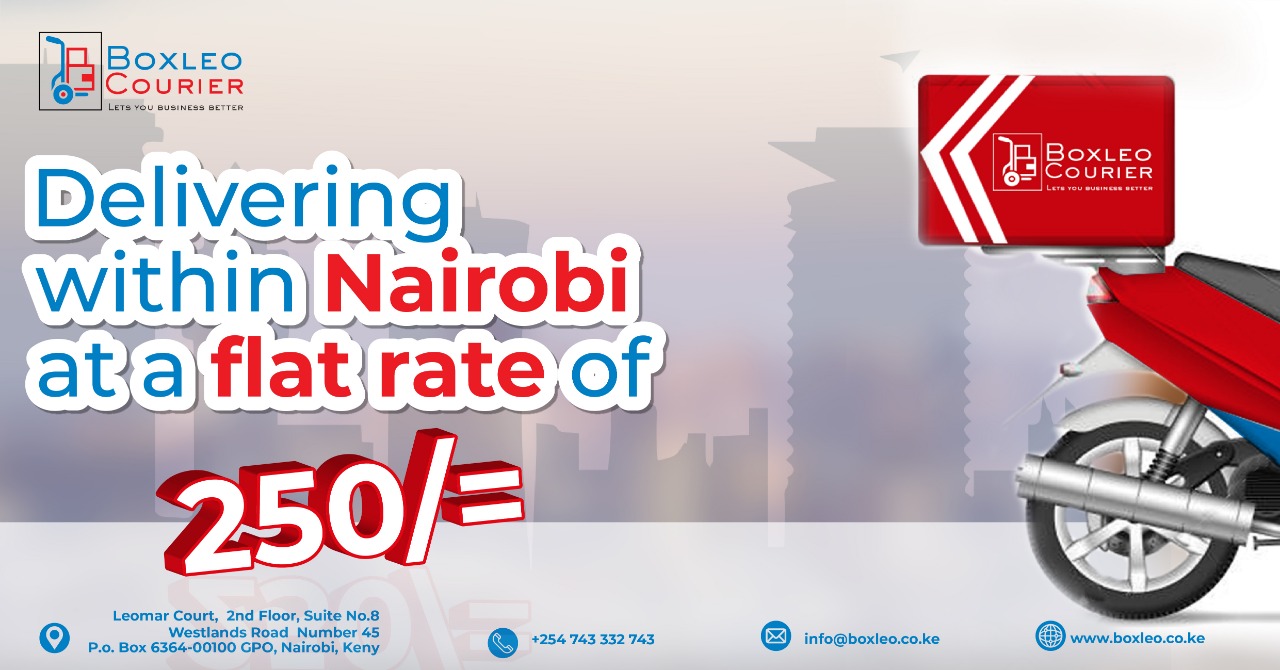 BOXLEO
COURIER
LETS YOU BUSINESS BETTER
Delivering
within Nairobi
at a flat rate of
250/=
BOXLEO
COURIER
LETS YOU BUSINESS BETTER
Leomar Court, 2nd Floor, Suite No.8
Westlands Road Number 45
P.o. Box 6364-00100 GPO, Nairobi, Keny
+254 743 332 743
info@boxleo.co.ke
www.boxleo.co.ke